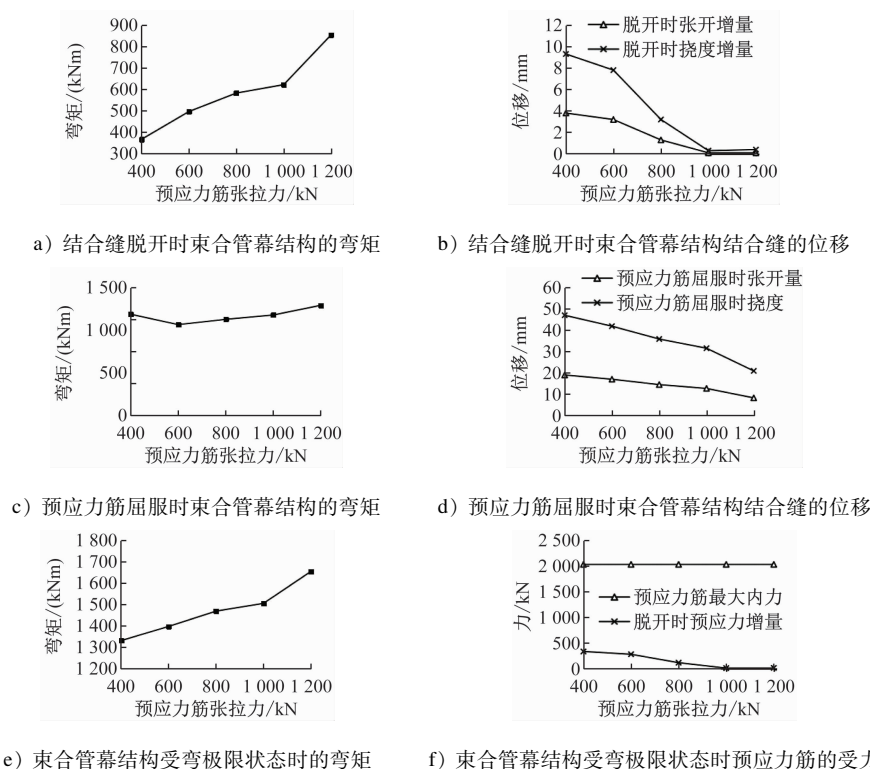 900
800
700
600
500
400
300
弯矩/(kNm)
400 600 800 1 000 1 200
预应力筋张拉力/kN
a）结合缝脱开时束合管幕结构的弯矩
12
10
8
6
4
2
0
位移/mm
脱开时张开增量
脱开时挠度增量
400 600 800 1 000 1 200
预应力筋张拉力/kN
b）结合缝脱开时束合管幕结构结合缝的位移
1 500
1 000
500
0
弯矩/(kNm)
400 600 800 1 000 1 200
预应力筋张拉力/kN
c）预应力筋屈服时束合管幕结构的弯矩
60
50
40
30
20
10
0
位移/mm
预应力筋屈服时张开量
预应力筋屈服时挠度
400 600 800 1 000 1 200
预应力筋张拉力/kN
d）预应力筋屈服时束合管幕结构结合缝的位移
1 800
1 700
1 600
1 500
1 400
1 300
1 200
弯矩/(kNm)
400 600 800 1 000 1 200
预应力筋张拉力/kN
e）束合管幕结构受弯极限状态时的弯矩
2 500
2 000
1 500
1 000
500
0
力/kN
预应力筋最大内力
脱开时预应力增量
400 600 800 1 000 1 200
预应力筋张拉力/kN
f）束合管幕结构受弯极限状态时预应力筋的受力